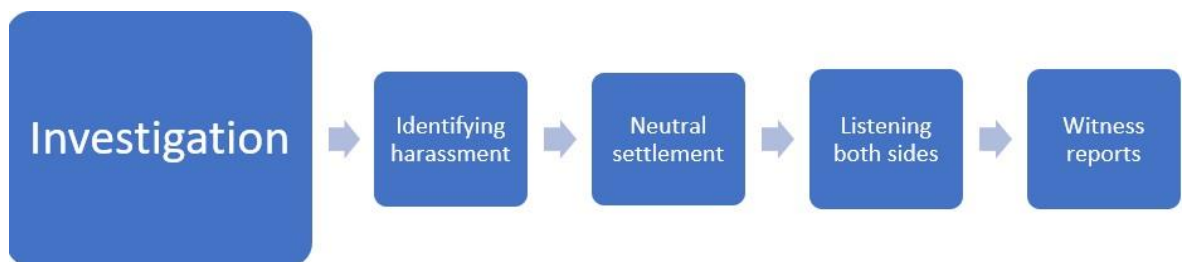 Investigation
Identifying
harassment
Neutral
settlement
Listening
both sides
Witness
reports